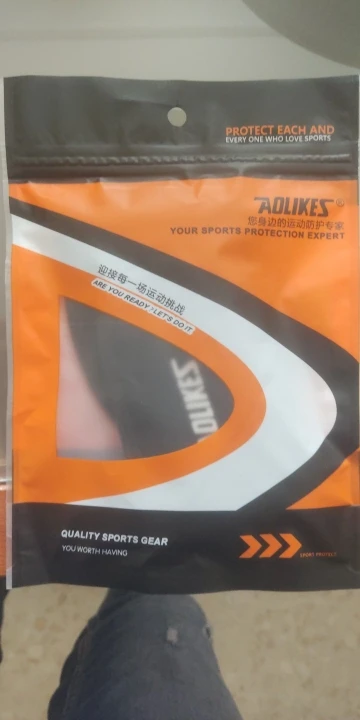 PROTECT EACH AND
EVERY ONE WHO LOVE SPORTS
AOLIKES®
您身边的运动防护专家
YOUR SPORTS PROTECTION EXPERT
迎接每一场运动挑战
ARE YOU READY？LET'S DO IT
AOLIKES
QUALITY SPORTS GEAR
YOU WORTH HAVING
SPORT PROTECT